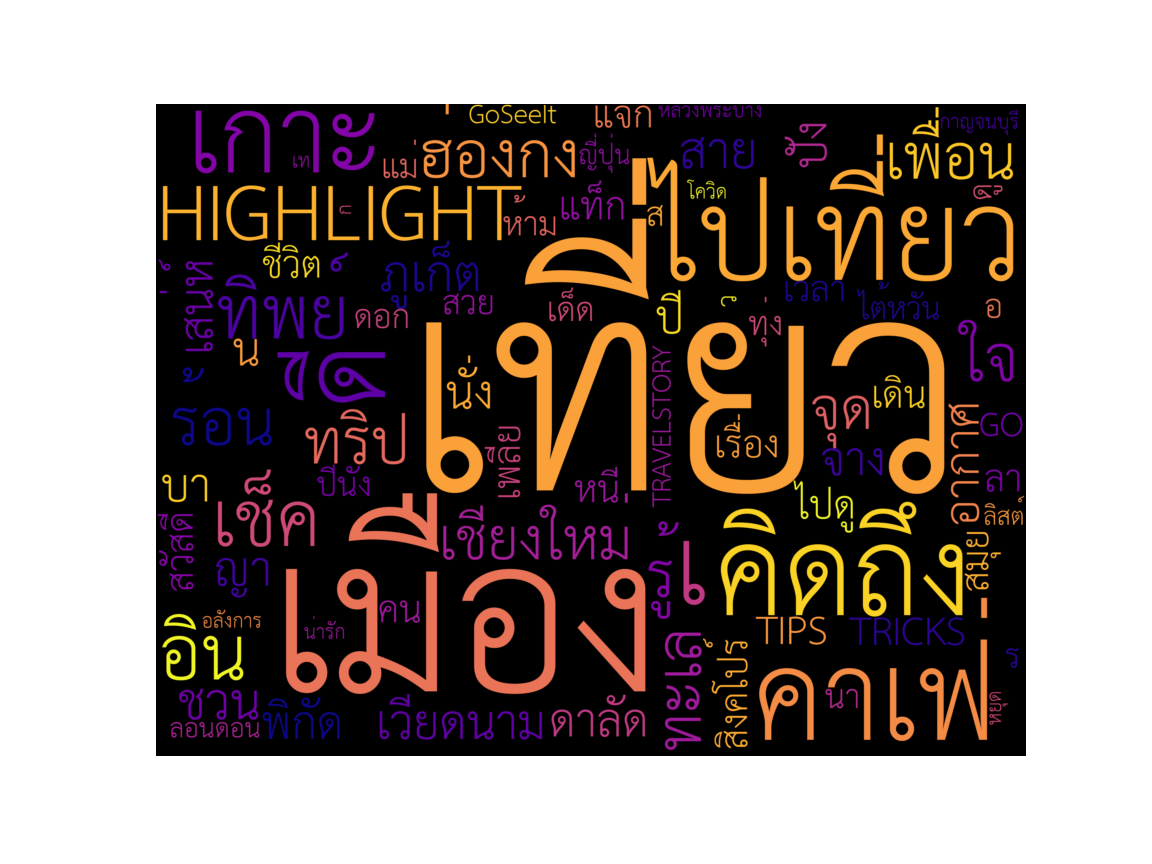 GoSeeIt
แจก
หลวงพระบาง
เกาะ
เท
แม่
ฮ่องกง
ญี่ปุ่น
สาย
ปัง
เพื่อน
กาญจนบุรี
HIGHLIGHT
ห้าม
แท็ก
ส
โควิด
ไปเที่ยว
ชีวิต
ภูเก็ต
เสน่ห์
ทิพย
ดอก
สวย
เด็ด
ปี
ทุ่ง
เวลา
ไต้หวัน
อ
น
เที่ยว
นั่ง
TRAVELSTORY
ใจ
จุด
เดิน
เรื่อง
ร้อน
ทริป
เพลีย
อากาศ
GO
จาง
บา
ปีนัง
หนี
ลา
ไปดู
ลิสต์
เช็ค
สวัสดี
เชียงใหม่
รู้
เ
คิดถึง
สมุย
ญา
เมือง
คน
อลังการ
น่ารัก
อิน
TIPS
TRICKS
ร
ทะเล
สิงคโปร์
คาเฟ่
น่า
หยุด
ชวน
ลอนดอน
พิกัด
เวียดนาม
ดาลัด